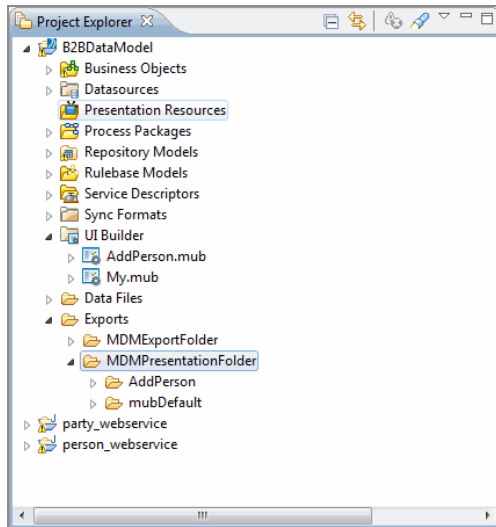 Project Explorer
B2BDataModel
Business Objects
Datasources
Presentation Resources
Process Packages
Repository Models
Rulebase Models
Service Descriptors
Sync Formats
UI Builder
AddPerson.mub
My.mub
Data Files
Exports
MDMExportFolder
MDMPresentationFolder
AddPerson
mubDefault
party_webservice
person_webservice